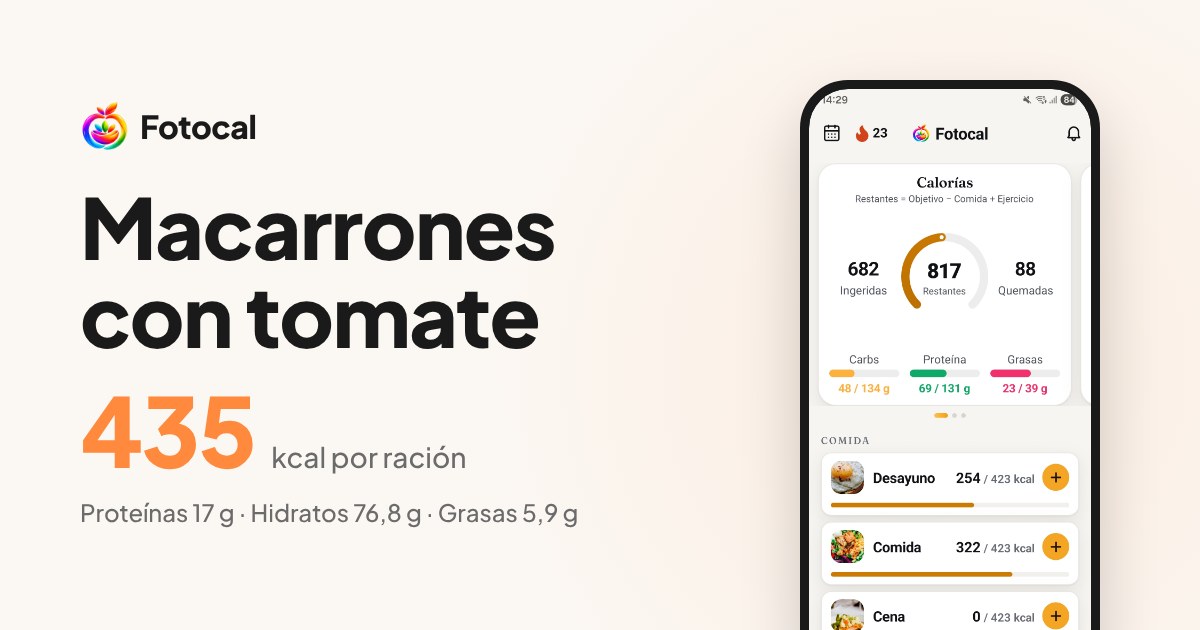 Fotocal
Macarrones
con tomate
435 kcal por ración
Proteínas 17 g · Hidratos 76,8 g · Grasas 5,9 g
14:29
84
23
Fotocal
Calorías
Restantes = Objetivo − Comida + Ejercicio
682
Ingeridas
817
Restantes
88
Quemadas
Carbs
Proteína
Grasas
48 / 134 g
69 / 131 g
23 / 39 g
COMIDA
Desayuno 254 / 423 kcal +
Comida 322 / 423 kcal +
Cena 0 / 423 kcal +